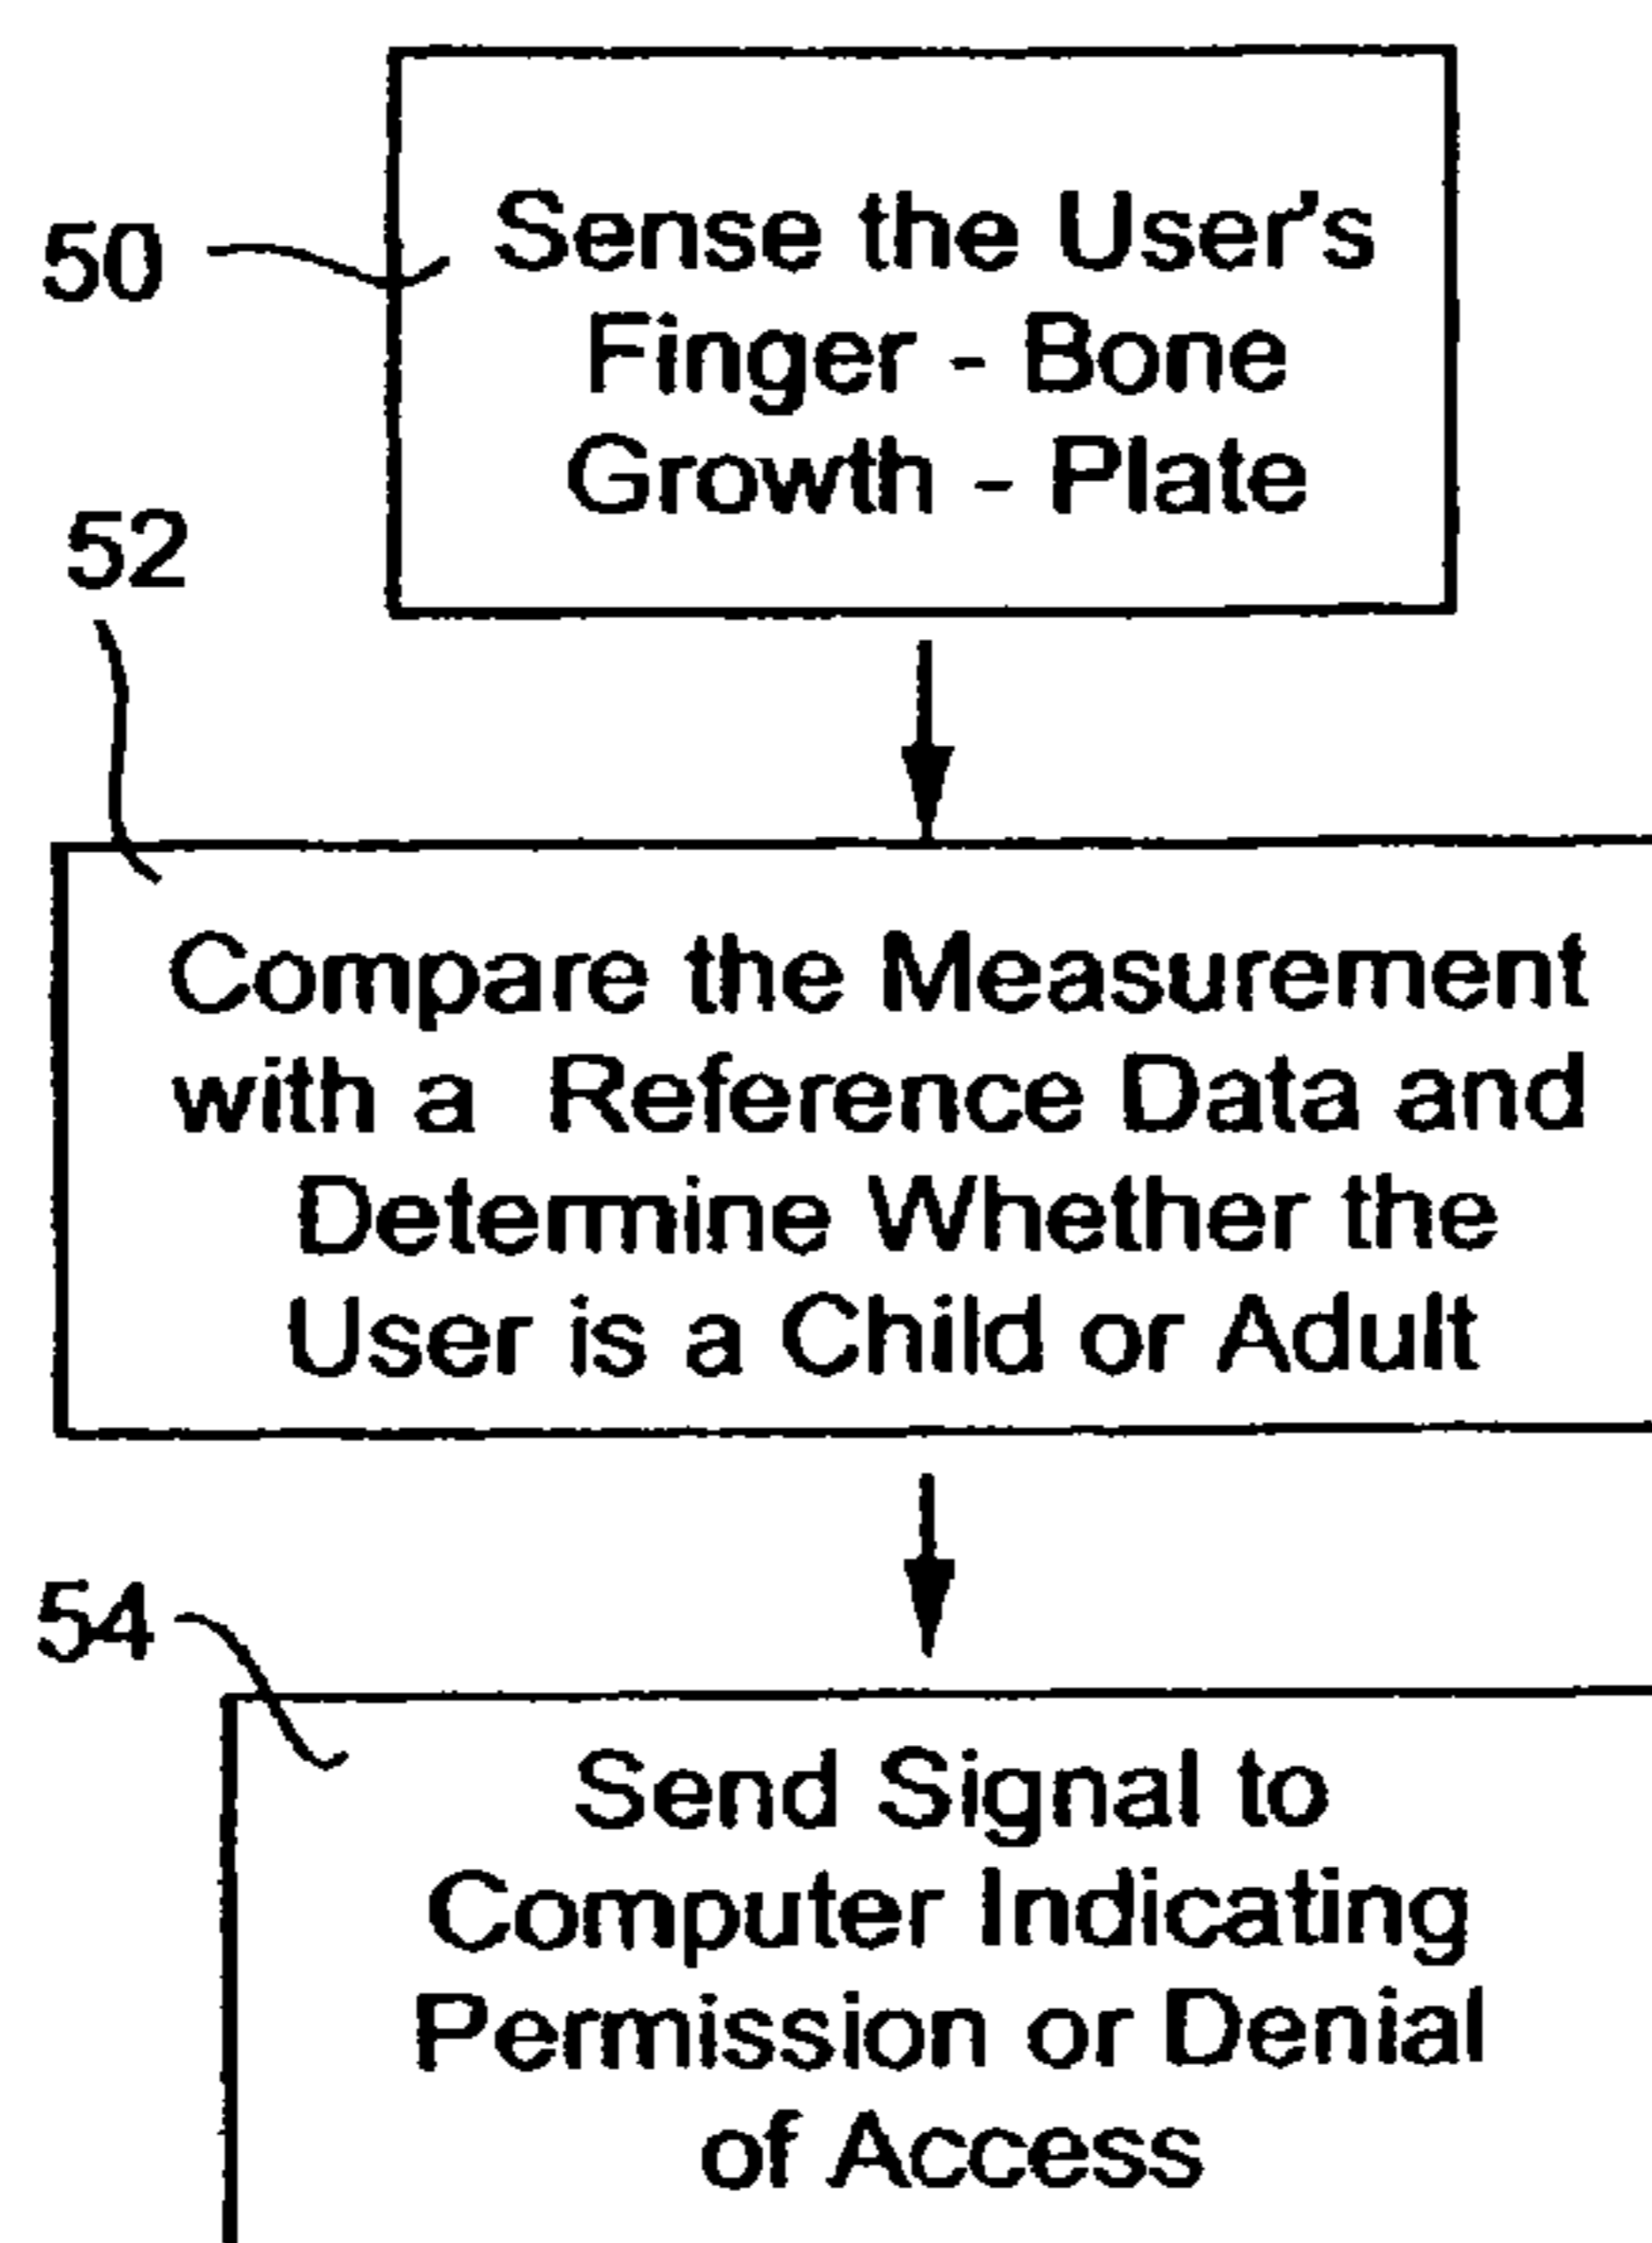 50
Sense the User's
Finger - Bone
Growth - Plate
52
Compare the Measurement
with a Reference Data and
Determine Whether the
User is a Child or Adult
54
Send Signal to
Computer Indicating
Permission or Denial
of Access